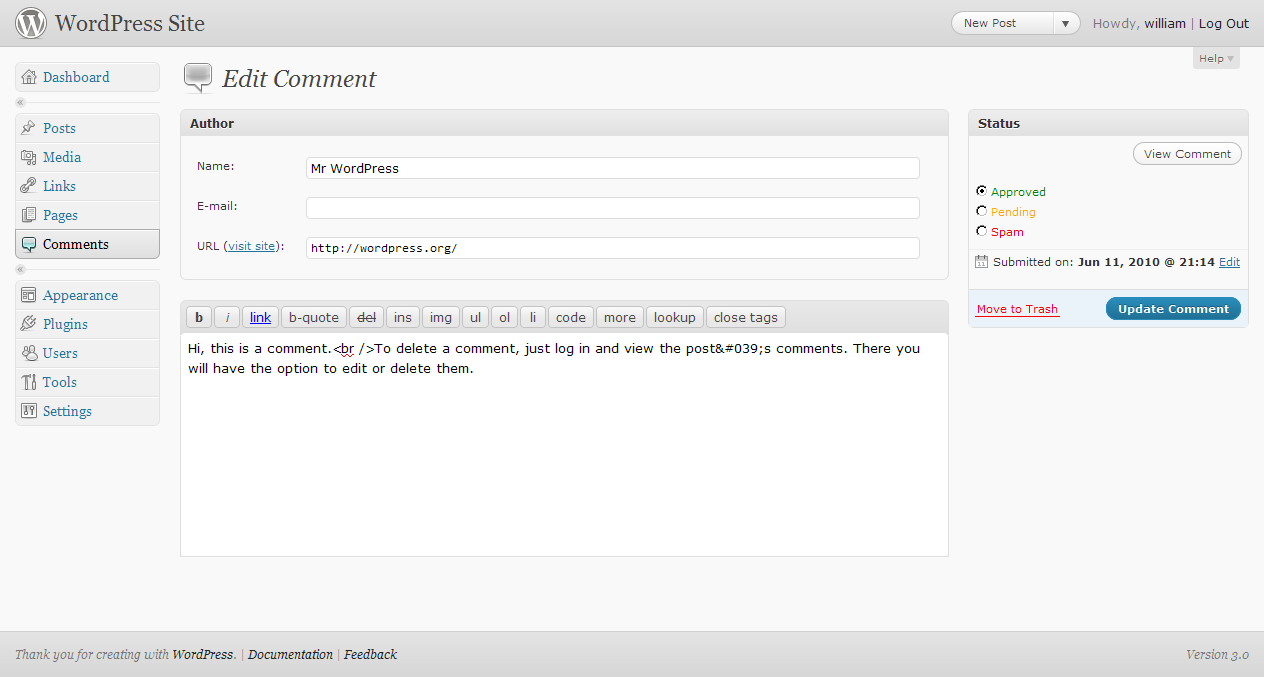 WordPress Site
New Post
Howdy, william | Log Out
Help
Dashboard
Posts
Media
Links
Pages
Comments
Appearance
Plugins
Users
Tools
Settings
Edit Comment
Author
Name:
Mr WordPress
E-mail:
URL (visit site):
http://wordpress.org/
b
i
link
b-quote
del
ins
img
ul
ol
li
code
more
lookup
close tags
Hi, this is a comment.<br />To delete a comment, just log in and view the post&#039;s comments. There you
will have the option to edit or delete them.
Status
View Comment
Approved
Pending
Spam
Submitted on: Jun 11, 2010 @ 21:14 Edit
Move to Trash
Update Comment
Thank you for creating with WordPress. | Documentation | Feedback
Version 3.0